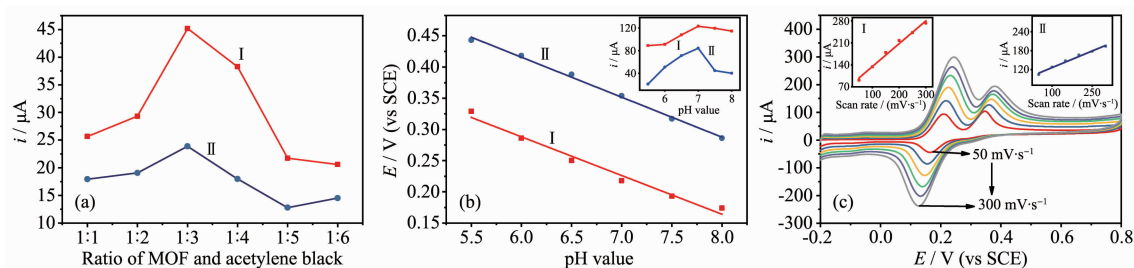 45
40
35
30
25
20
15
10
i / μA
Ⅰ
Ⅱ
(a)
1∶1 1∶2 1∶3 1∶4 1∶5 1∶6
Ratio of MOF and acetylene black
0.45
0.40
0.35
0.30
0.25
0.20
0.15
E / V (vs SCE)
Ⅱ
Ⅰ
(b)
5.5 6.0 6.5 7.0 7.5 8.0
pH value
120
80
40
i / μA
Ⅰ
Ⅱ
6 7 8
pH value
400
300
200
100
0
-100
-200
-300
i / μA
(c)
50 mV·s⁻¹
300 mV·s⁻¹
-0.2 0.0 0.2 0.4 0.6 0.8
E / V (vs SCE)
280
210
140
70
i / μA
Ⅰ
100 200 300
Scan rate / (mV·s⁻¹)
180
120
i / μA
Ⅱ
100 250
Scan rate / (mV·s⁻¹)